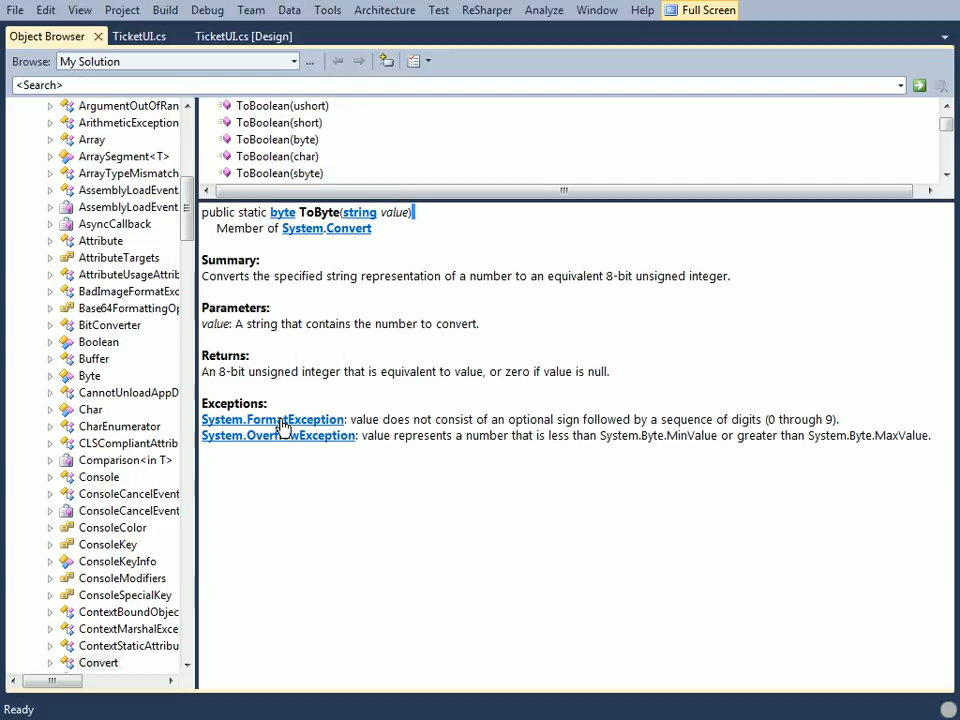 File Edit View Project Build Debug Team Data Tools Architecture Test ReSharper Analyze Window Help Full Screen
Object Browser TicketUI.cs TicketUI.cs [Design]
Browse: My Solution ...
<Search>
ArgumentOutOfRan
ArithmeticException
Array
ArraySegment<T>
ArrayTypeMismatch
AssemblyLoadEvent
AssemblyLoadEvent
AsyncCallback
Attribute
AttributeTargets
AttributeUsageAttrib
BadImageFormatExc
Base64FormattingOp
BitConverter
Boolean
Buffer
Byte
CannotUnloadAppD
Char
CharEnumerator
CLSCompliantAttrib
Comparison<in T>
Console
ConsoleCancelEvent
ConsoleCancelEvent
ConsoleColor
ConsoleKey
ConsoleKeyInfo
ConsoleModifiers
ConsoleSpecialKey
ContextBoundObjec
ContextMarshalExce
ContextStaticAttribu
Convert
ToBoolean(ushort)
ToBoolean(short)
ToBoolean(byte)
ToBoolean(char)
ToBoolean(sbyte)
public static byte ToByte(string value)
Member of System.Convert
Summary:
Converts the specified string representation of a number to an equivalent 8-bit unsigned integer.
Parameters:
value: A string that contains the number to convert.
Returns:
An 8-bit unsigned integer that is equivalent to value, or zero if value is null.
Exceptions:
System.FormatException: value does not consist of an optional sign followed by a sequence of digits (0 through 9).
System.OverflowException: value represents a number that is less than System.Byte.MinValue or greater than System.Byte.MaxValue.
Ready